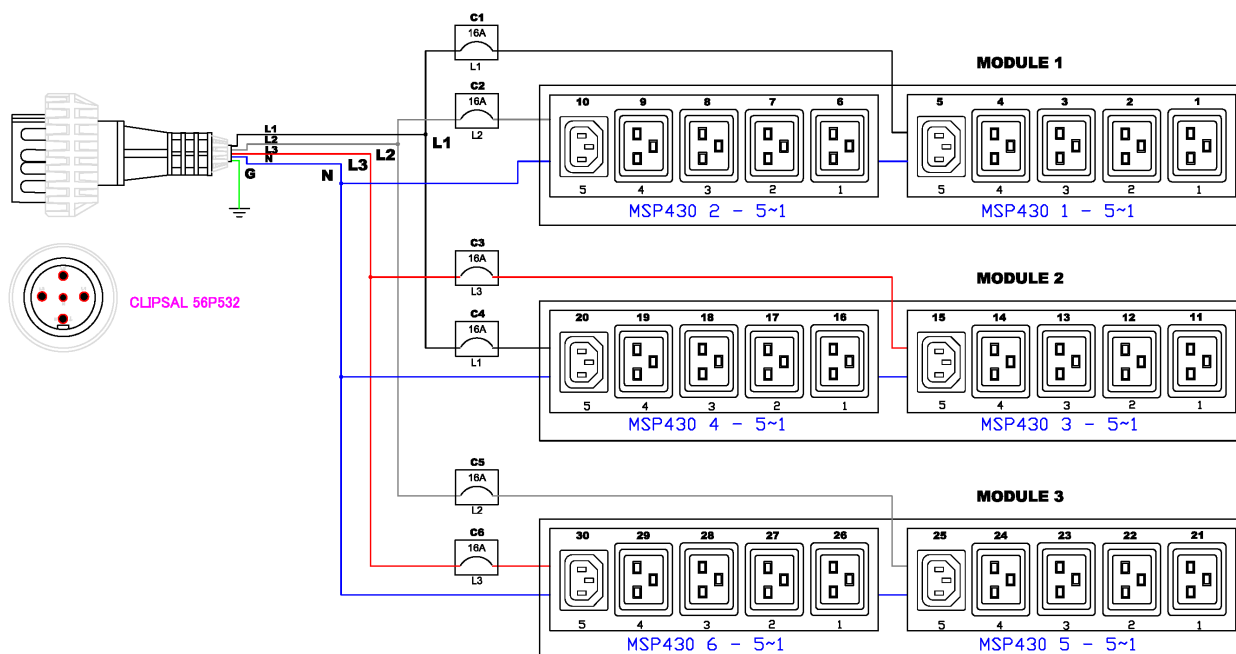 C1
16A
L1
MODULE 1
C2
16A
L2
10 9 8 7 6 5 4 3 2 1
L1
L2
L3
N
L1
L2
L3
N
G
5 4 3 2 1 5 4 3 2 1
MSP430 2 - 5~1 MSP430 1 - 5~1
C3
16A
L3
MODULE 2
CLIPSAL 56P532
C4
16A
L1
20 19 18 17 16 15 14 13 12 11
5 4 3 2 1 5 4 3 2 1
MSP430 4 - 5~1 MSP430 3 - 5~1
C5
16A
L2
MODULE 3
C6
16A
L3
30 29 28 27 26 25 24 23 22 21
5 4 3 2 1 5 4 3 2 1
MSP430 6 - 5~1 MSP430 5 - 5~1